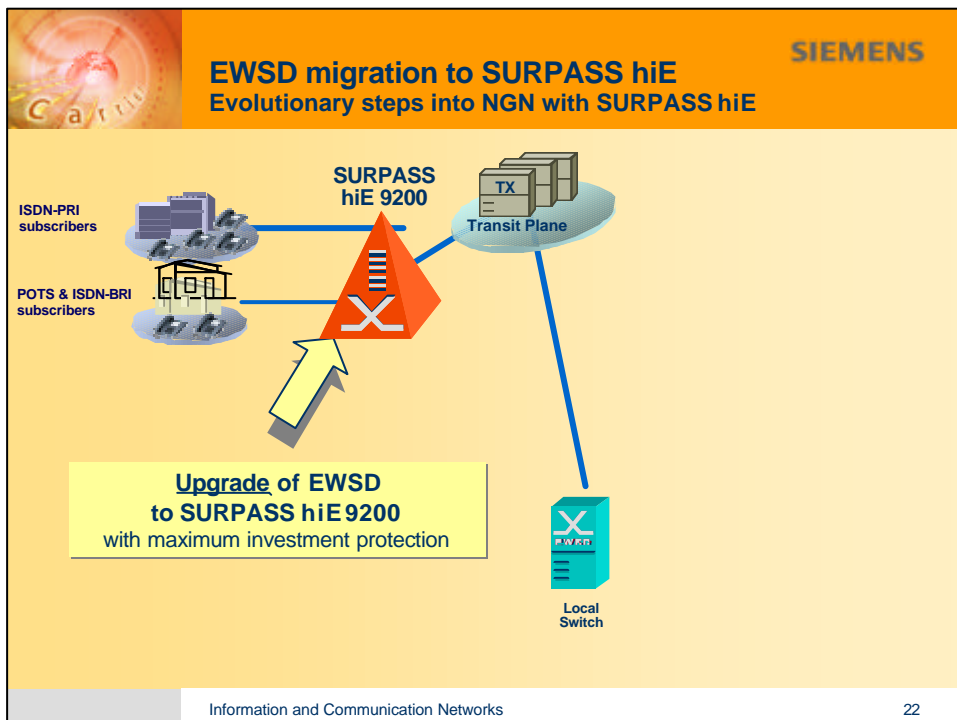 SIEMENS
EWSD migration to SURPASS hiE
Evolutionary steps into NGN with SURPASS hiE
SURPASS
hiE 9200
TX
Transit Plane
ISDN-PRI
subscribers
POTS & ISDN-BRI
subscribers
Upgrade of EWSD
to SURPASS hiE 9200
with maximum investment protection
Local
Switch
Information and Communication Networks
22